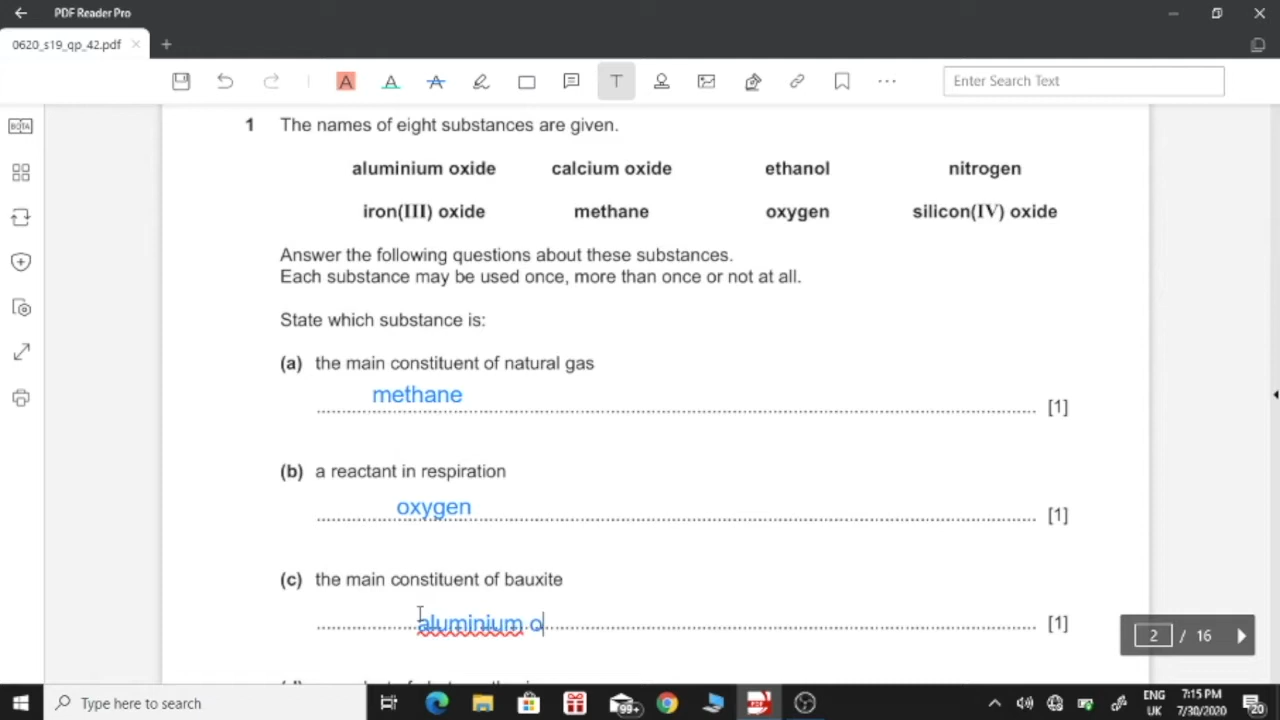 PDF Reader Pro
0620_s19_qp_42.pdf
Enter Search Text
BOTA
1 The names of eight substances are given.
aluminium oxide calcium oxide ethanol nitrogen
iron(III) oxide methane oxygen silicon(IV) oxide
Answer the following questions about these substances.
Each substance may be used once, more than once or not at all.
State which substance is:
(a) the main constituent of natural gas
methane
[1]
(b) a reactant in respiration
oxygen
[1]
(c) the main constituent of bauxite
aluminium o
[1]
2 / 16
Type here to search
99+
ENG
UK
7:15 PM
7/30/2020
20